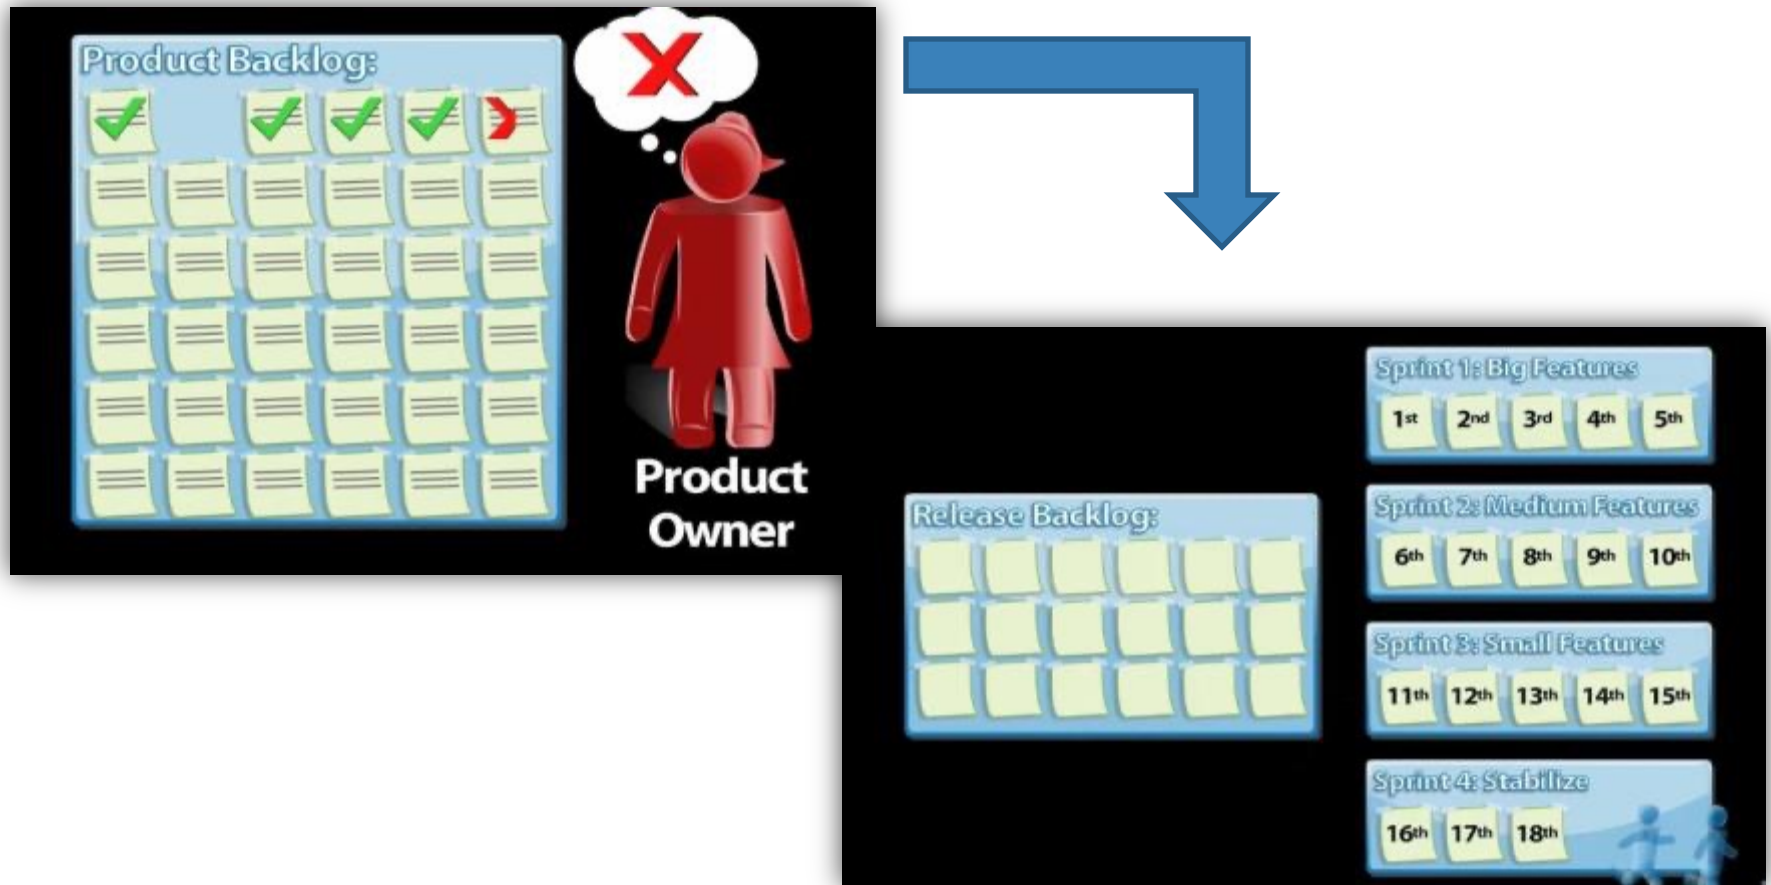 Product Backlog:
Product
Owner
Release Backlog:
Sprint 1: Big Features
1st 2nd 3rd 4th 5th
Sprint 2: Medium Features
6th 7th 8th 9th 10th
Sprint 3: Small Features
11th 12th 13th 14th 15th
Sprint 4: Stabilize
16th 17th 18th